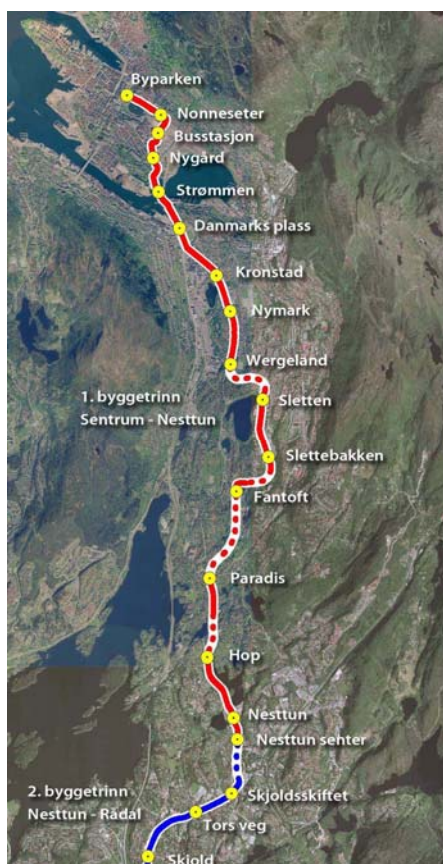 Byparken
Nonneseter
Busstasjon
Nygård
Strømmen
Danmarks plass
Kronstad
Nymark
Wergeland
1. byggetrinn
Sentrum - Nesttun
Sletten
Slettebakken
Fantoft
Paradis
Hop
Nesttun
Nesttun senter
2. byggetrinn
Nesttun - Rådal
Skjoldsskiftet
Tors veg
Skjold